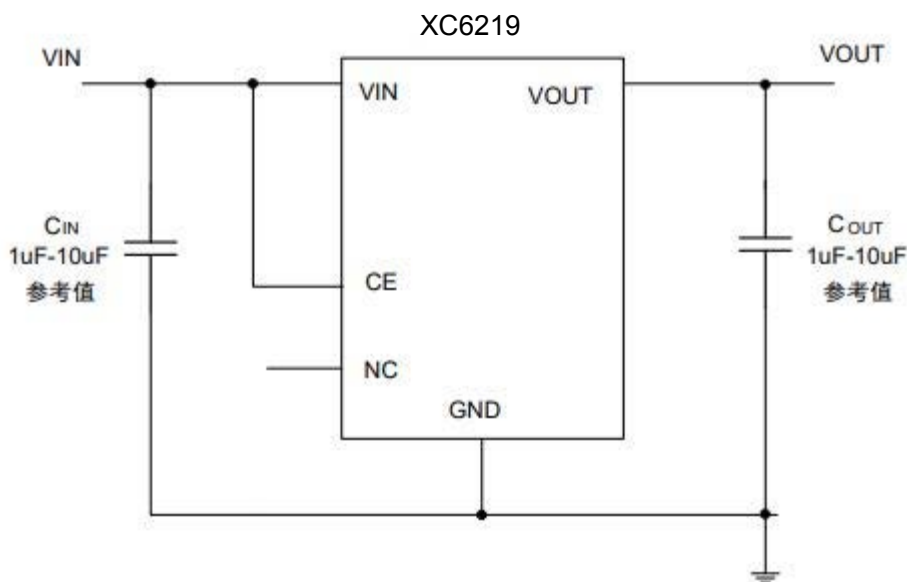 XC6219
VIN
VOUT
VIN
VOUT
CIN
1uF-10uF
参考值
COUT
1uF-10uF
参考值
CE
NC
GND